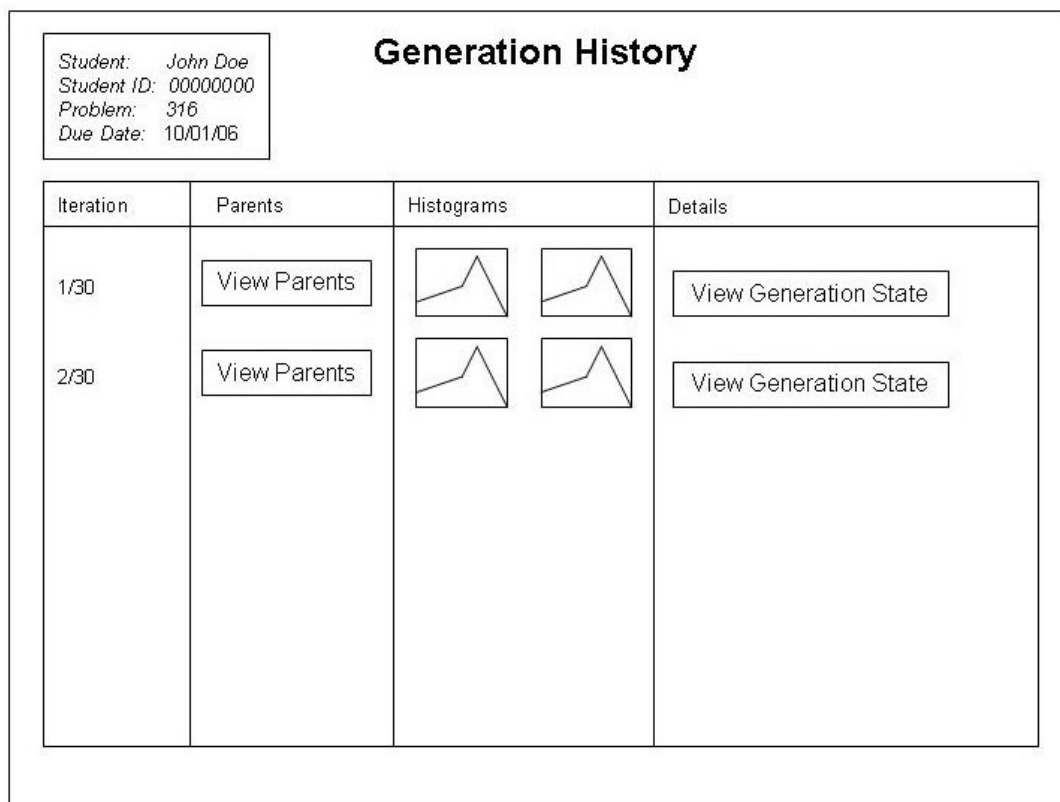 Generation History
Student: John Doe
Student ID: 00000000
Problem: 316
Due Date: 10/01/06
Iteration Parents Histograms Details
1/30 View Parents View Generation State
2/30 View Parents View Generation State